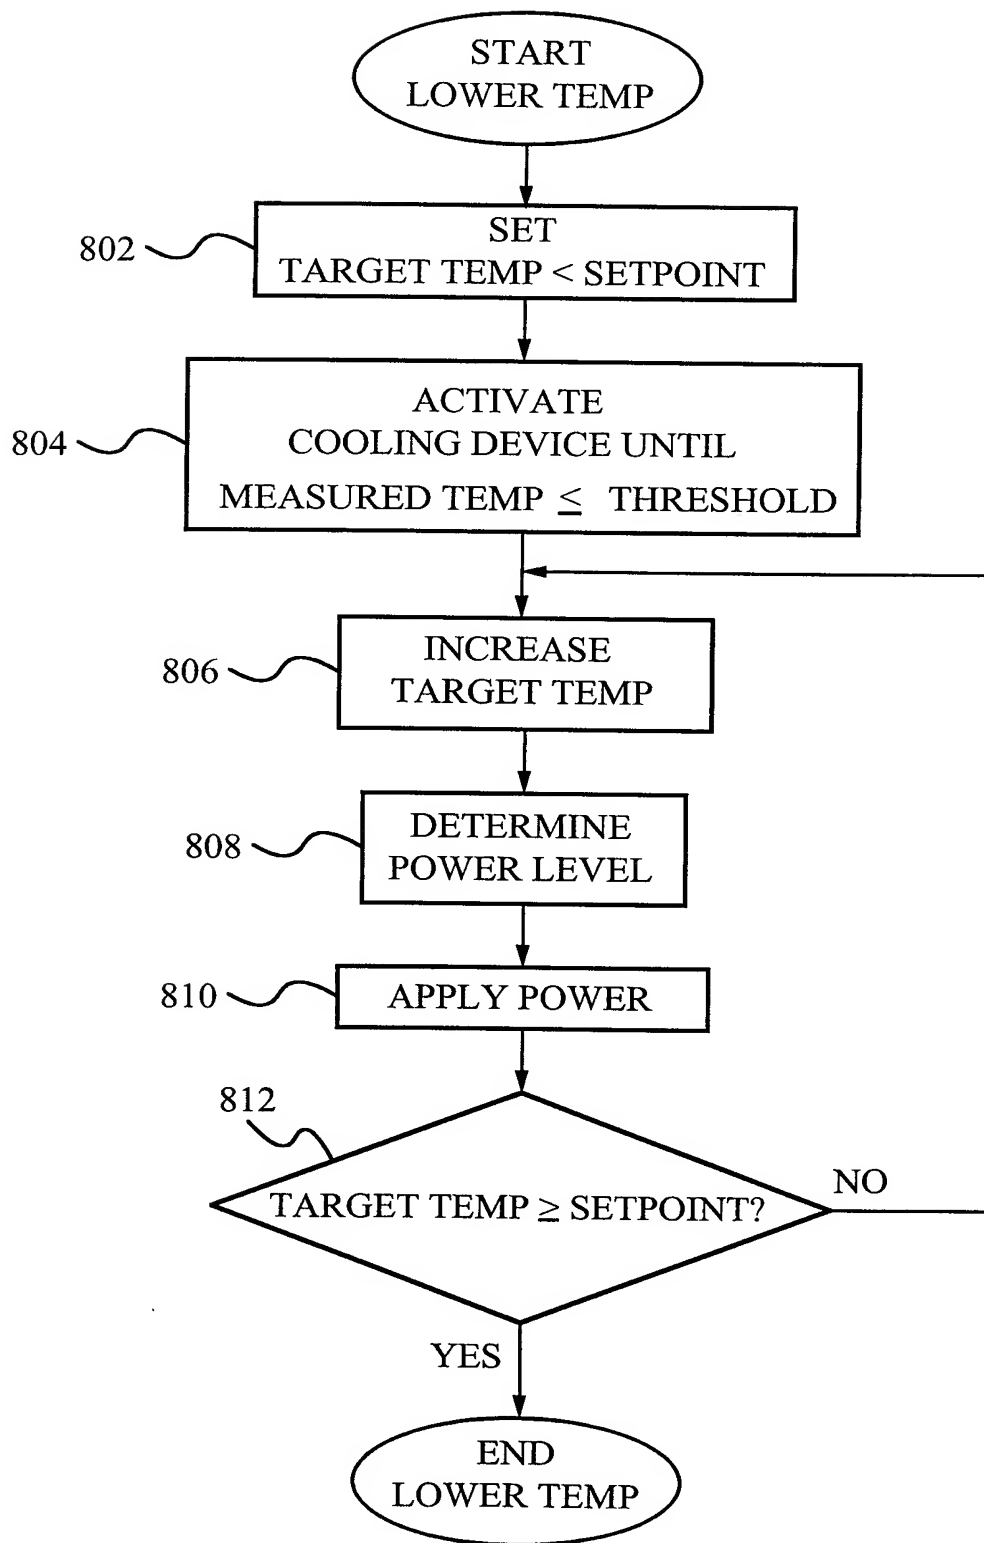 START
LOWER TEMP
802
SET
TARGET TEMP < SETPOINT
804
ACTIVATE
COOLING DEVICE UNTIL
MEASURED TEMP ≤ THRESHOLD
806
INCREASE
TARGET TEMP
808
DETERMINE
POWER LEVEL
810
APPLY POWER
812
TARGET TEMP ≥ SETPOINT?
NO
YES
END
LOWER TEMP